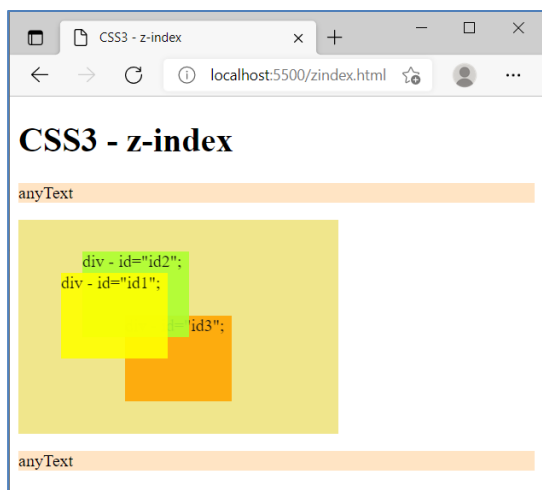 CSS3 - z-index
localhost:5500/zindex.html
CSS3 - z-index
anyText
div - id="id2";
div - id="id1";
="id3";
anyText